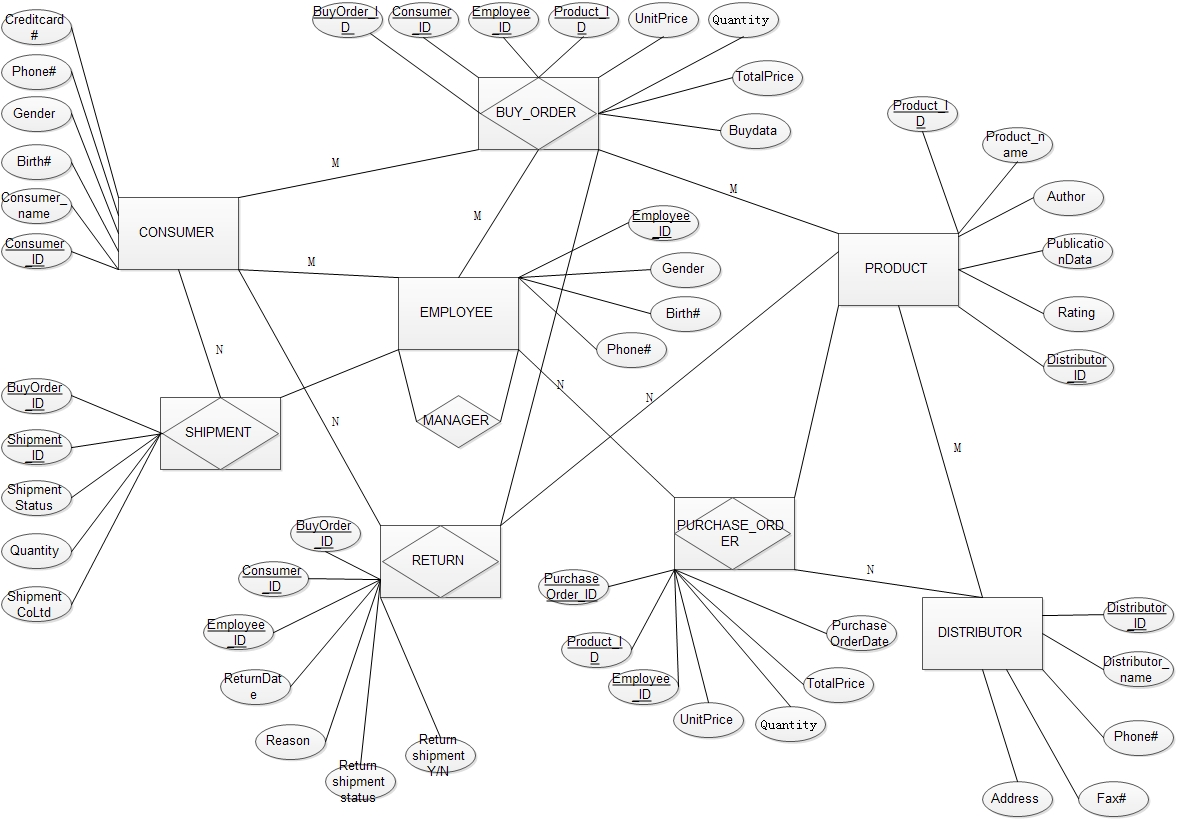 Creditcard
#
Phone#
Gender
Birth#
Consumer_
name
Consumer
_ID
BuyOrder_I
D
Consumer
_ID
Employee
_ID
Product_I
D
UnitPrice
Quantity
TotalPrice
Buydata
BUY_ORDER
M
M
M
M
CONSUMER
Employee
_ID
Gender
Birth#
Phone#
EMPLOYEE
MANAGER
Product_I
D
Product_n
ame
Author
Publicatio
nData
Rating
Distributor
_ID
PRODUCT
N
N
N
N
M
BuyOrder
_ID
Shipment
_ID
Shipment
Status
Quantity
Shipment
CoLtd
SHIPMENT
BuyOrder
_ID
Consumer
_ID
Employee
_ID
ReturnDat
e
Reason
Return
shipment
status
Return
shipment
Y/N
RETURN
PURCHASE_ORD
ER
N
Purchase
Order_ID
Product_I
D
Employee
_ID
UnitPrice
Quantity
TotalPrice
Purchase
OrderDate
DISTRIBUTOR
Distributor
_ID
Distributor_
name
Phone#
Fax#
Address